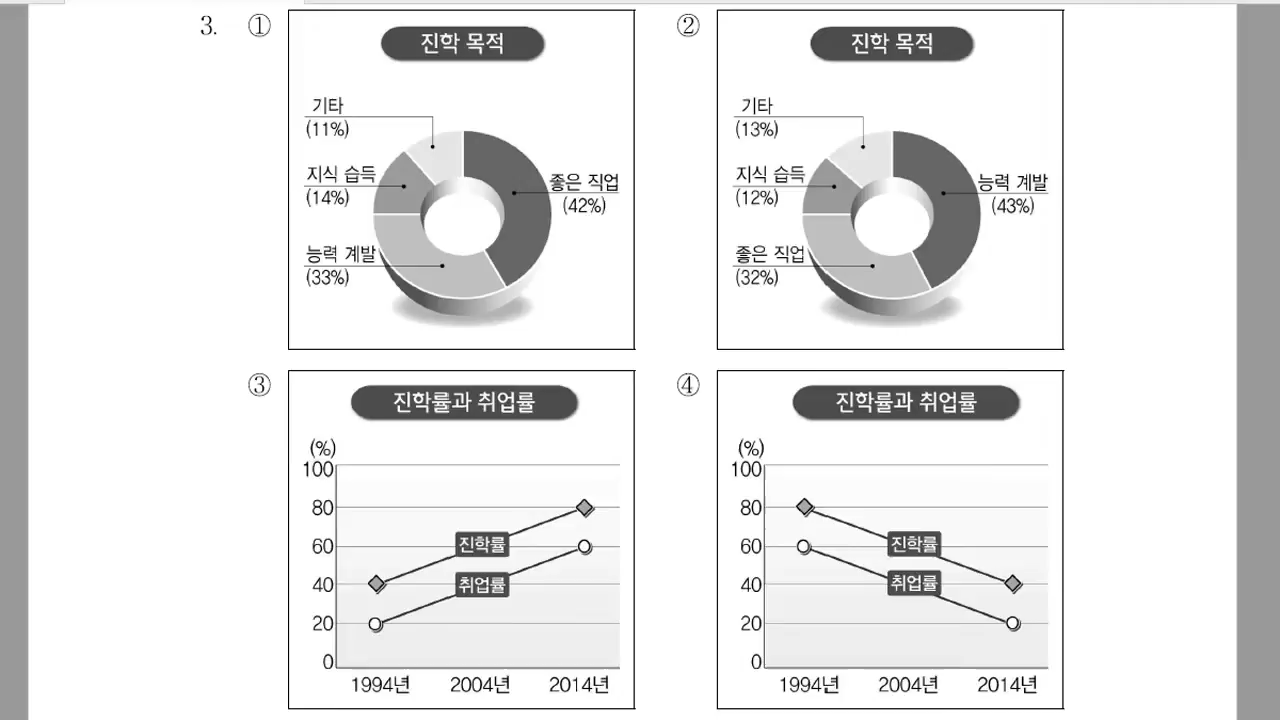 3. ①
진학 목적
기타
(11%)
지식 습득
(14%)
좋은 직업
(42%)
능력 계발
(33%)
②
진학 목적
기타
(13%)
지식 습득
(12%)
능력 계발
(43%)
좋은 직업
(32%)
③
진학률과 취업률
(%)
100
80
60
40
20
0
진학률
취업률
1994년 2004년 2014년
④
진학률과 취업률
(%)
100
80
60
40
20
0
진학률
취업률
1994년 2004년 2014년